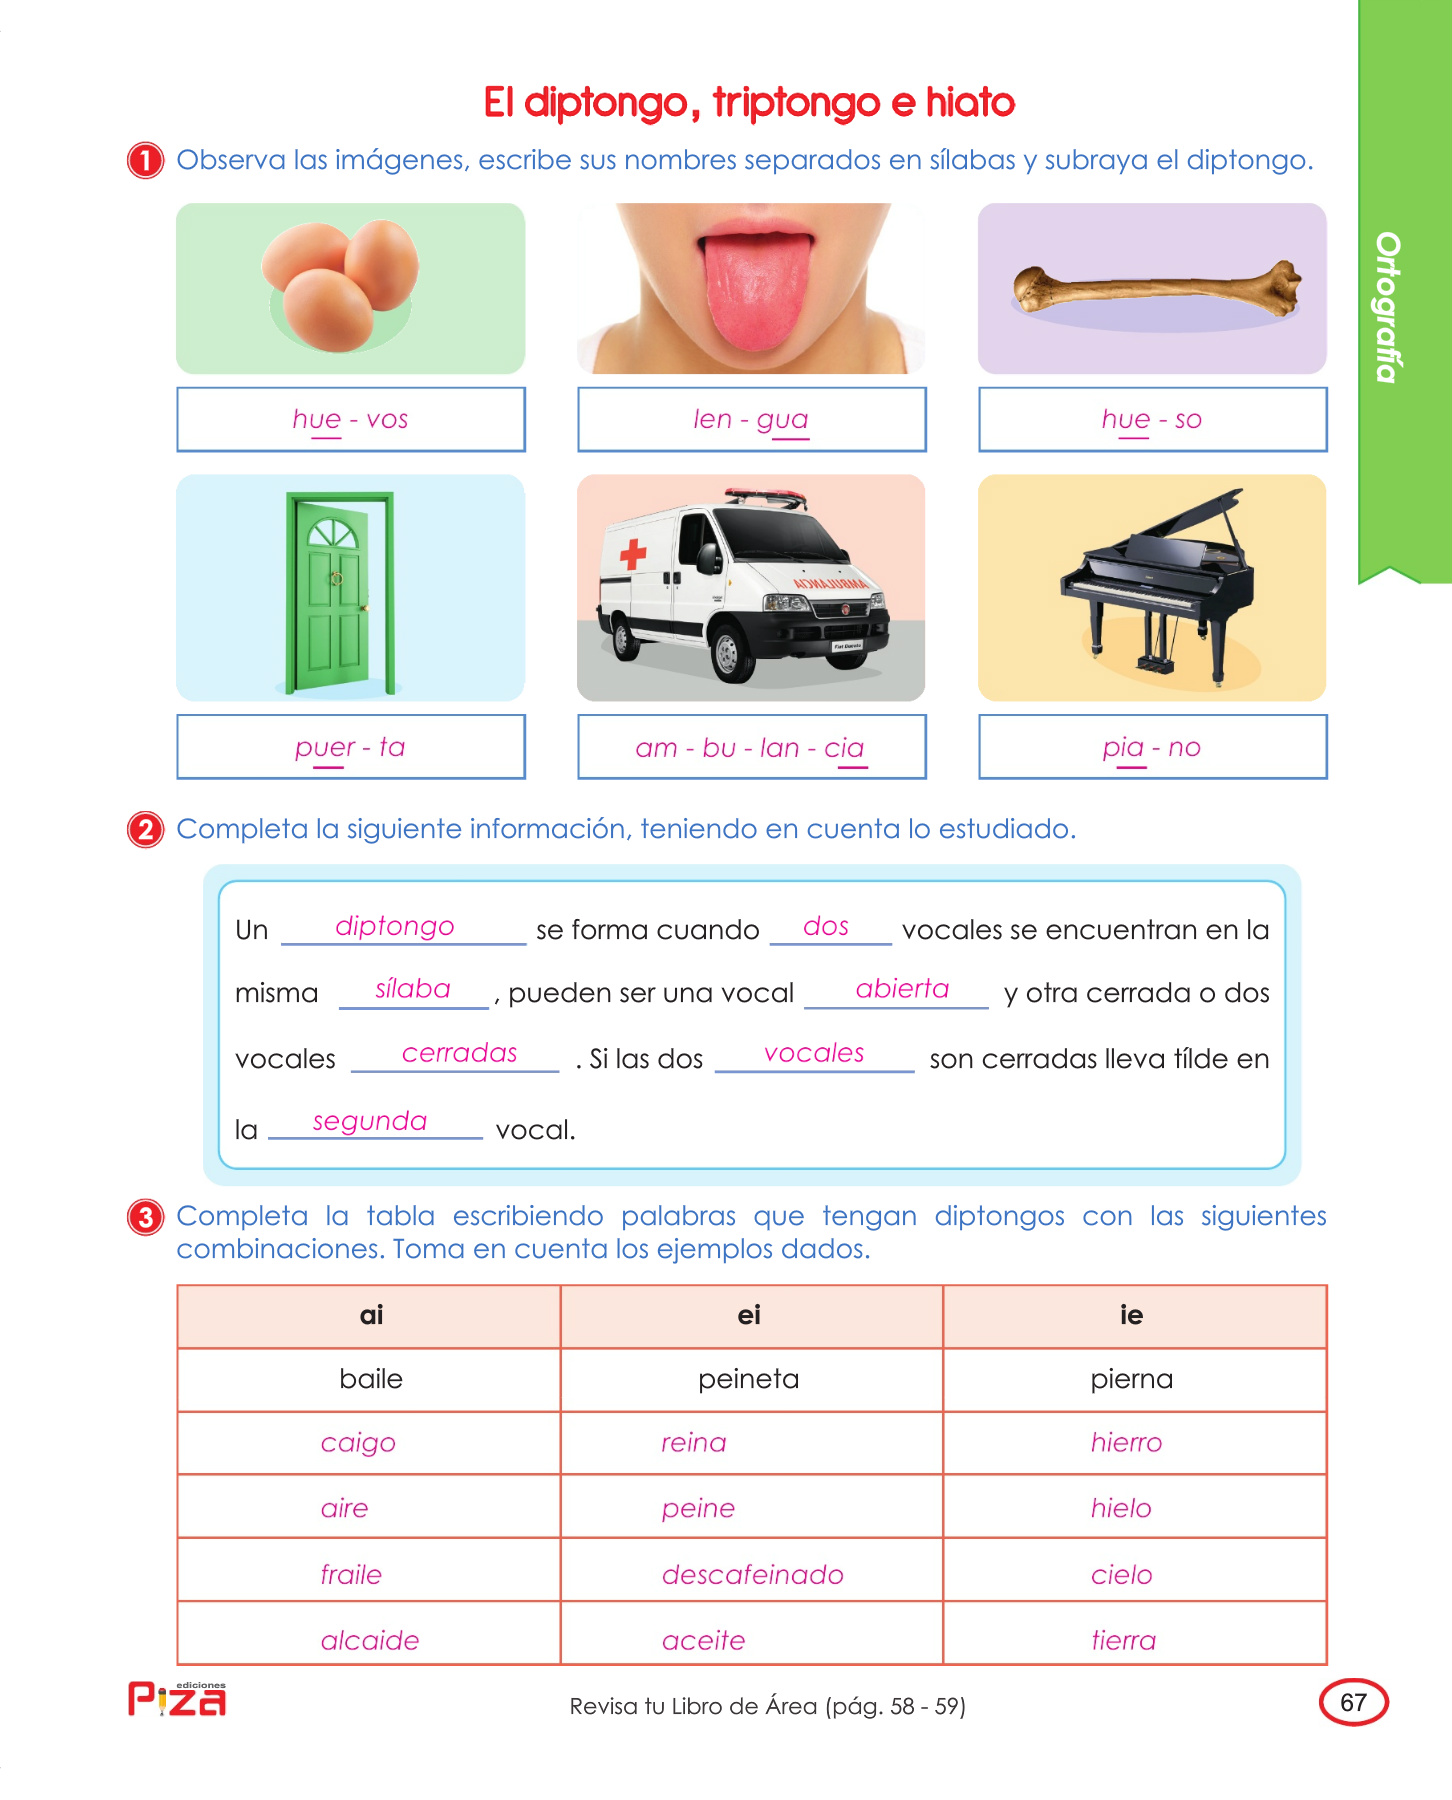 El diptongo, triptongo e hiato
1 Observa las imágenes, escribe sus nombres separados en sílabas y subraya el diptongo.
Ortografía
hue - vos
len - gua
hue - so
AMBULANCIA
puer - ta
am - bu - lan - cia
pia - no
2 Completa la siguiente información, teniendo en cuenta lo estudiado.
Un diptongo se forma cuando dos vocales se encuentran en la
misma sílaba, pueden ser una vocal abierta y otra cerrada o dos
vocales cerradas. Si las dos vocales son cerradas lleva tílde en
la segunda vocal.
3 Completa la tabla escribiendo palabras que tengan diptongos con las siguientes
combinaciones. Toma en cuenta los ejemplos dados.
ai ei ie
baile peineta pierna
caigo reina hierro
aire peine hielo
fraile descafeinado cielo
alcaide aceite tierra
ediciones
Piza
Revisa tu Libro de Área (pág. 58 - 59)
67